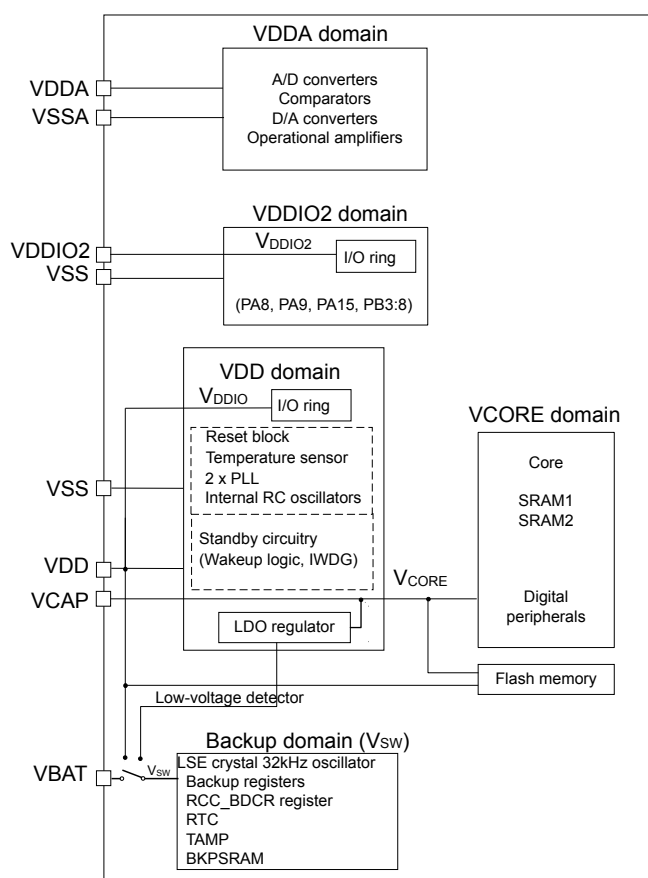 VDDA domain
VDDA
VSSA
A/D converters
Comparators
D/A converters
Operational amplifiers
VDDIO2 domain
VDDIO2
VSS
VDDIO2
I/O ring
(PA8, PA9, PA15, PB3:8)
VDD domain
VDDIO
I/O ring
Reset block
Temperature sensor
2 x PLL
Internal RC oscillators
VSS
Standby circuitry
(Wakeup logic, IWDG)
VDD
VCAP
LDO regulator
VCORE domain
Core
SRAM1
SRAM2
VCORE
Digital
peripherals
Flash memory
Low-voltage detector
Backup domain (VSW)
VBAT
VSW
LSE crystal 32kHz oscillator
Backup registers
RCC_BDCR register
RTC
TAMP
BKPSRAM